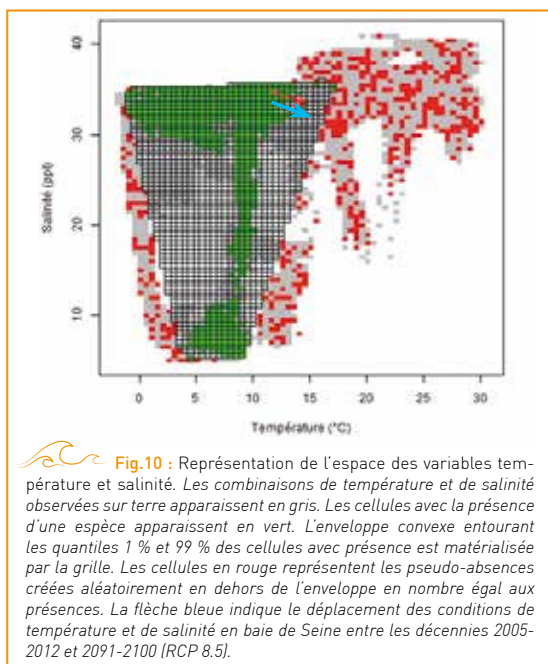 40
30
20
10
Salinité (ppt)
0 5 10 15 20 25 30
Température (°C)
Fig.10 : Représentation de l'espace des variables tem-
pérature et salinité. Les combinaisons de température et de salinité
observées sur terre apparaissent en gris. Les cellules avec la présence
d'une espèce apparaissent en vert. L'enveloppe convexe entourant
les quantiles 1 % et 99 % des cellules avec présence est matérialisée
par la grille. Les cellules en rouge représentent les pseudo-absences
créées aléatoirement en dehors de l'enveloppe en nombre égal aux
présences. La flèche bleue indique le déplacement des conditions de
température et de salinité en baie de Seine entre les décennies 2005-
2012 et 2091-2100 (RCP 8.5).